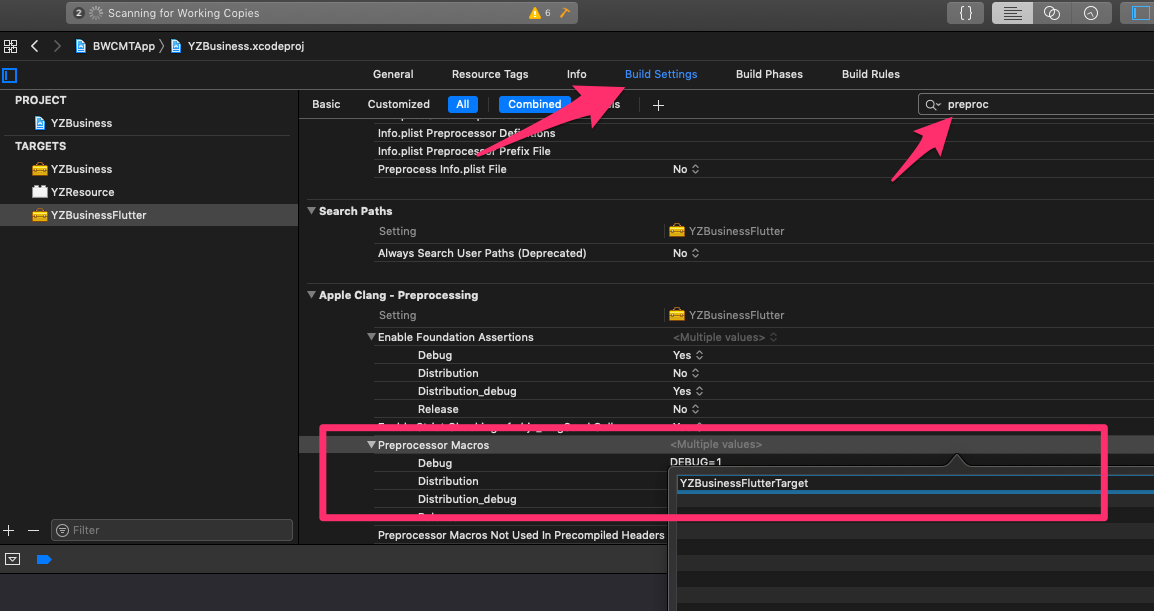 2 Scanning for Working Copies 6 { }
BWCMTApp YZBusiness.xcodeproj
General Resource Tags Info Build Settings Build Phases Build Rules
PROJECT
YZBusiness
TARGETS
YZBusiness
YZResource
YZBusinessFlutter
Filter
Basic Customized All Combined + preproc
Info.plist Preprocessor Definitions
Info.plist Preprocessor Prefix File
Preprocess Info.plist File No
Search Paths
Setting YZBusinessFlutter
Always Search User Paths (Deprecated) No
Apple Clang - Preprocessing
Setting YZBusinessFlutter
Enable Foundation Assertions <Multiple values>
Debug Yes
Distribution No
Distribution_debug Yes
Release No
Preprocessor Macros <Multiple values>
Debug DEBUG=1
Distribution
Distribution_debug
YZBusinessFlutterTarget
Preprocessor Macros Not Used In Precompiled Headers